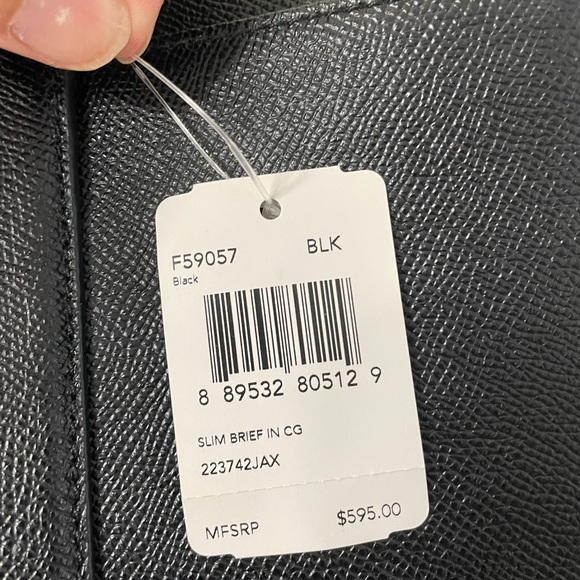 F59057 BLK
Black
8 89532 80512 9
SLIM BRIEF IN CG
223742JAX
MFSRP $595.00